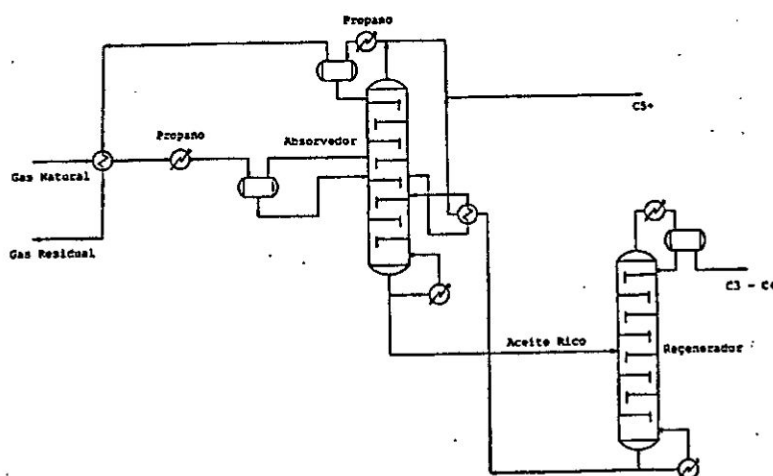 Propano
C5+
Propano
Absorvedor
Gas Natural
Gas Residual
C3 - C4
Aceite Rico
Regenerador